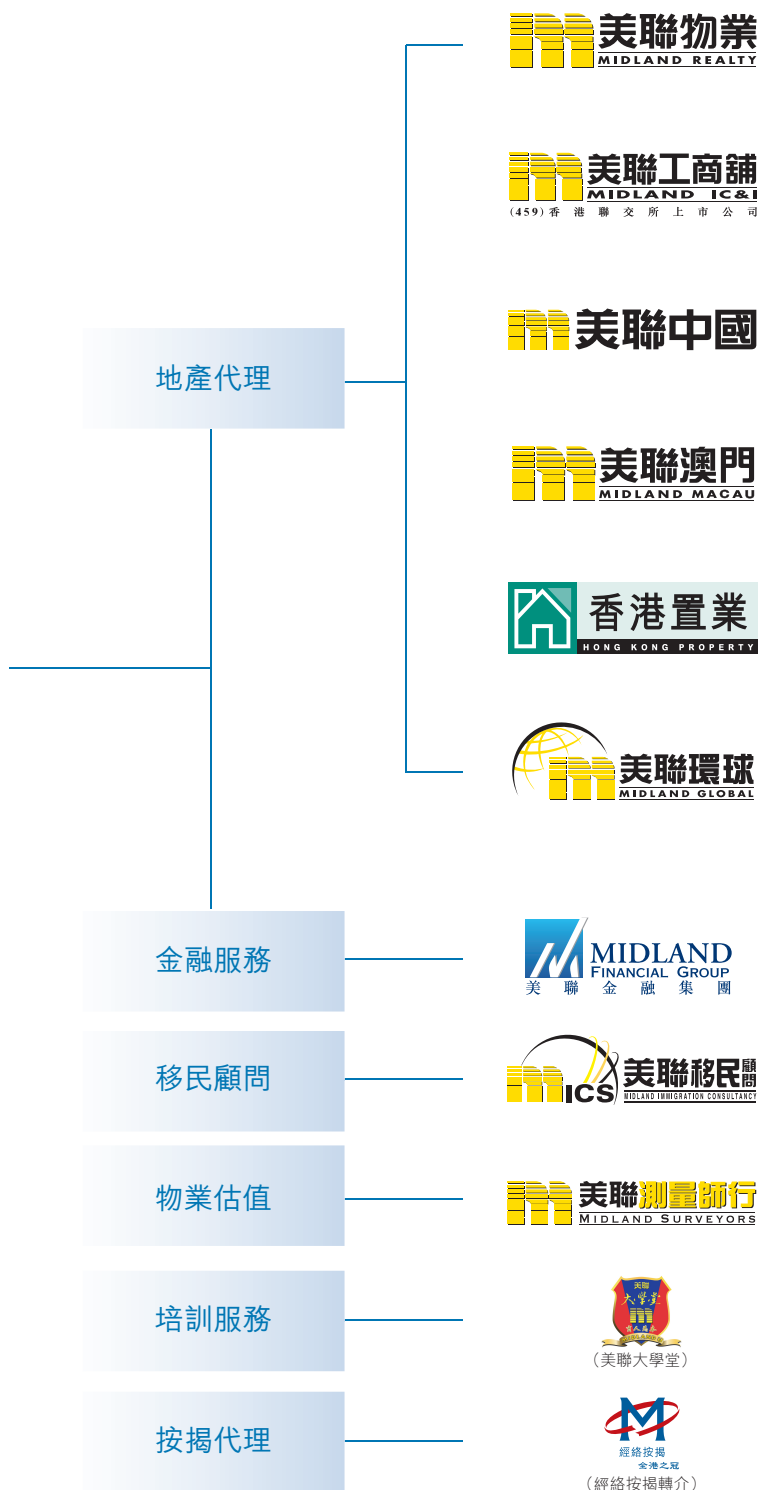 美聯物業
MIDLAND REALTY
美聯工商舖
MIDLAND IC&I
(459)香港聯交所上市公司
美聯中國
地產代理
美聯澳門
MIDLAND MACAU
香港置業
HONG KONG PROPERTY
美聯環球
MIDLAND GLOBAL
金融服務
MIDLAND
FINANCIAL GROUP
美聯金融集團
移民顧問
mICS
美聯移民顧問
MIDLAND IMMIGRATION CONSULTANCY
物業估值
美聯測量師行
MIDLAND SURVEYORS
培訓服務
美聯
大學堂
(美聯大學堂)
按揭代理
經絡按揭
全港之冠
(經絡按揭轉介)